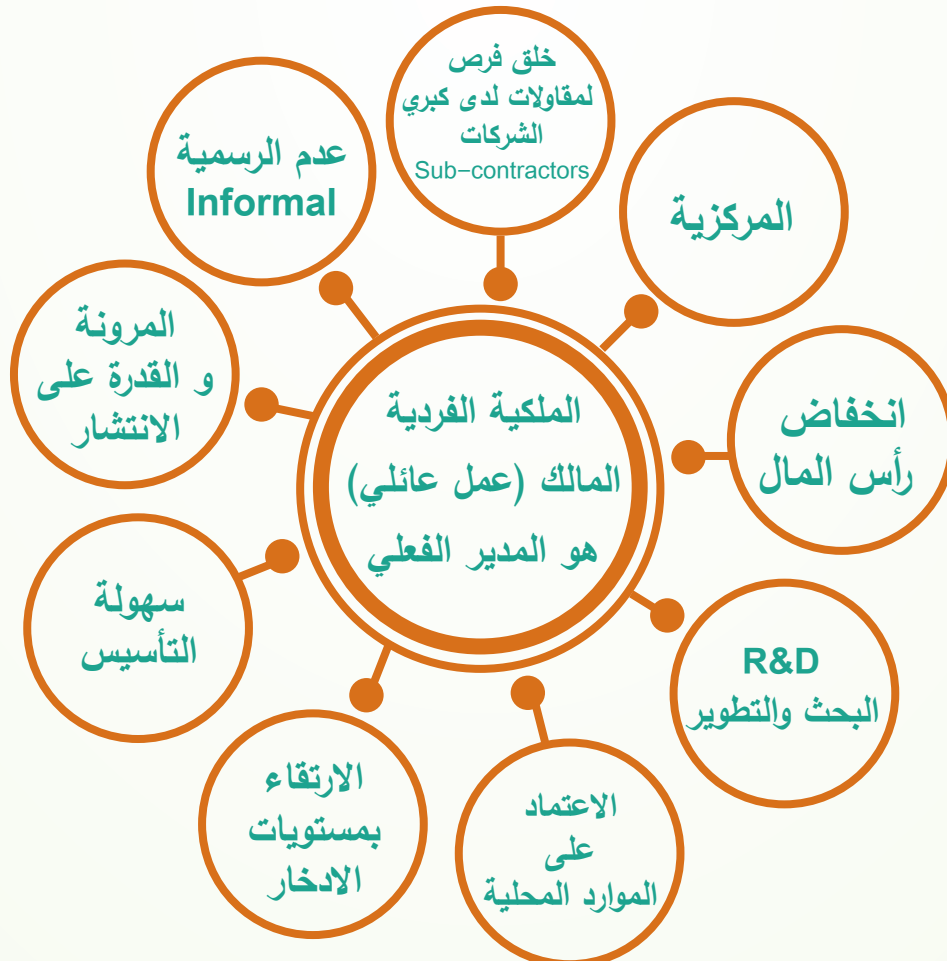 خلق فرص
لمقاولات لدى كبري
الشركات
Sub-contractors
المركزية
انخفاض
رأس المال
R&D
البحث والتطوير
الاعتماد
على
الموارد المحلية
الارتقاء
بمستويات
الادخار
سهولة
التأسيس
المرونة
و القدرة على
الانتشار
عدم الرسمية
Informal
الملكية الفردية
المالك (عمل عائلي)
هو المدير الفعلي